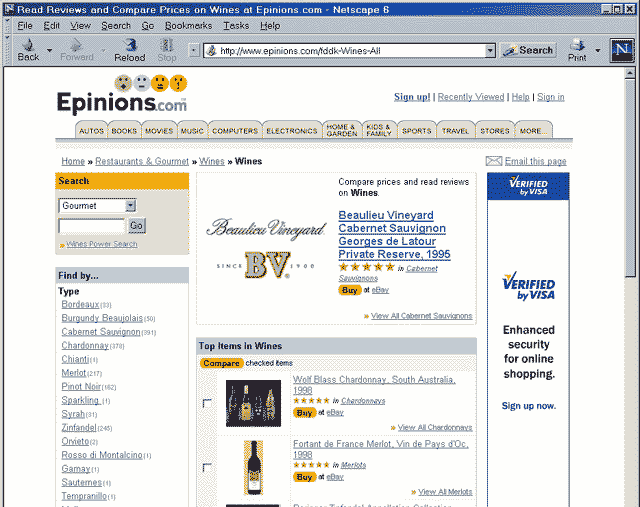 Read Reviews and Compare Prices on Wines at Epinions.com - Netscape 6
File Edit View Search Go Bookmarks Tasks Help
Back Forward Reload Stop http://www.epinions.com/fddk-Wines-All Search Print
Epinions.com
Sign up! | Recently Viewed | Help | Sign in
AUTOS BOOKS MOVIES MUSIC COMPUTERS ELECTRONICS HOME & GARDEN KIDS & FAMILY SPORTS TRAVEL STORES MORE...
Home » Restaurants & Gourmet » Wines » Wines
Email this page
Search
Gourmet
Go
» Wines Power Search
Find by...
Type
Bordeaux(33)
Burgundy Beaujolais(50)
Cabernet Sauvignon(391)
Chardonnay(378)
Chianti(1)
Merlot(217)
Pinot Noir(162)
Sparkling (1)
Syrah(31)
Zinfandel(245)
Orvieto(2)
Rosso di Montalcino(1)
Gamay(1)
Sauternes(1)
Tempranillo(1)
Beaulieu Vineyard
SINCE BV 1900
Compare prices and read reviews
on Wines.
Beaulieu Vineyard
Cabernet Sauvignon
Georges de Latour
Private Reserve, 1995
in Cabernet
Sauvignons
Buy at eBay
» View All Cabernet Sauvignons
Top Items in Wines
Compare checked items
Wolf Blass Chardonnay, South Australia,
1998
in Chardonnays
Buy at eBay
» View All Chardonnays
Fortant de France Merlot, Vin de Pays d'Oc,
1998
in Merlots
Buy at eBay
» View All Merlots
VERIFIED
by VISA
VERIFIED
by VISA
Enhanced
security
for online
shopping.
Sign up now.